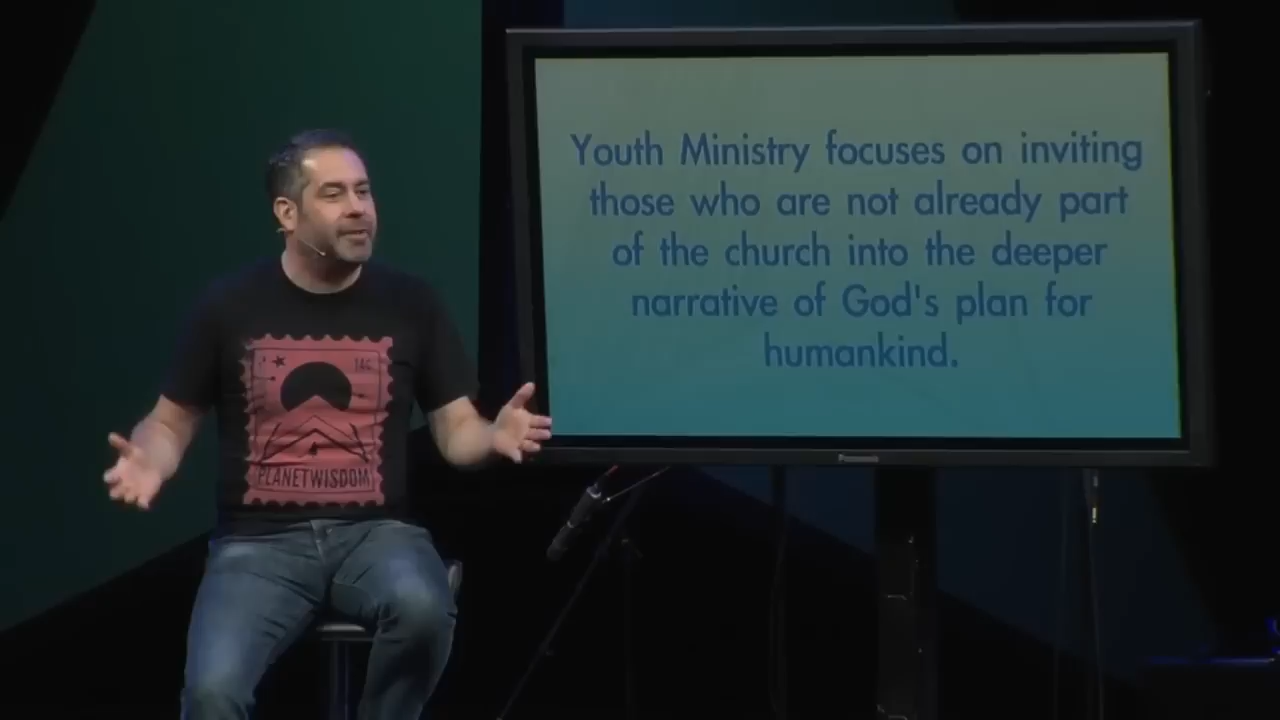 Youth Ministry focuses on inviting
those who are not already part
of the church into the deeper
narrative of God's plan for
humankind.
PLANETWISDOM
Panasonic